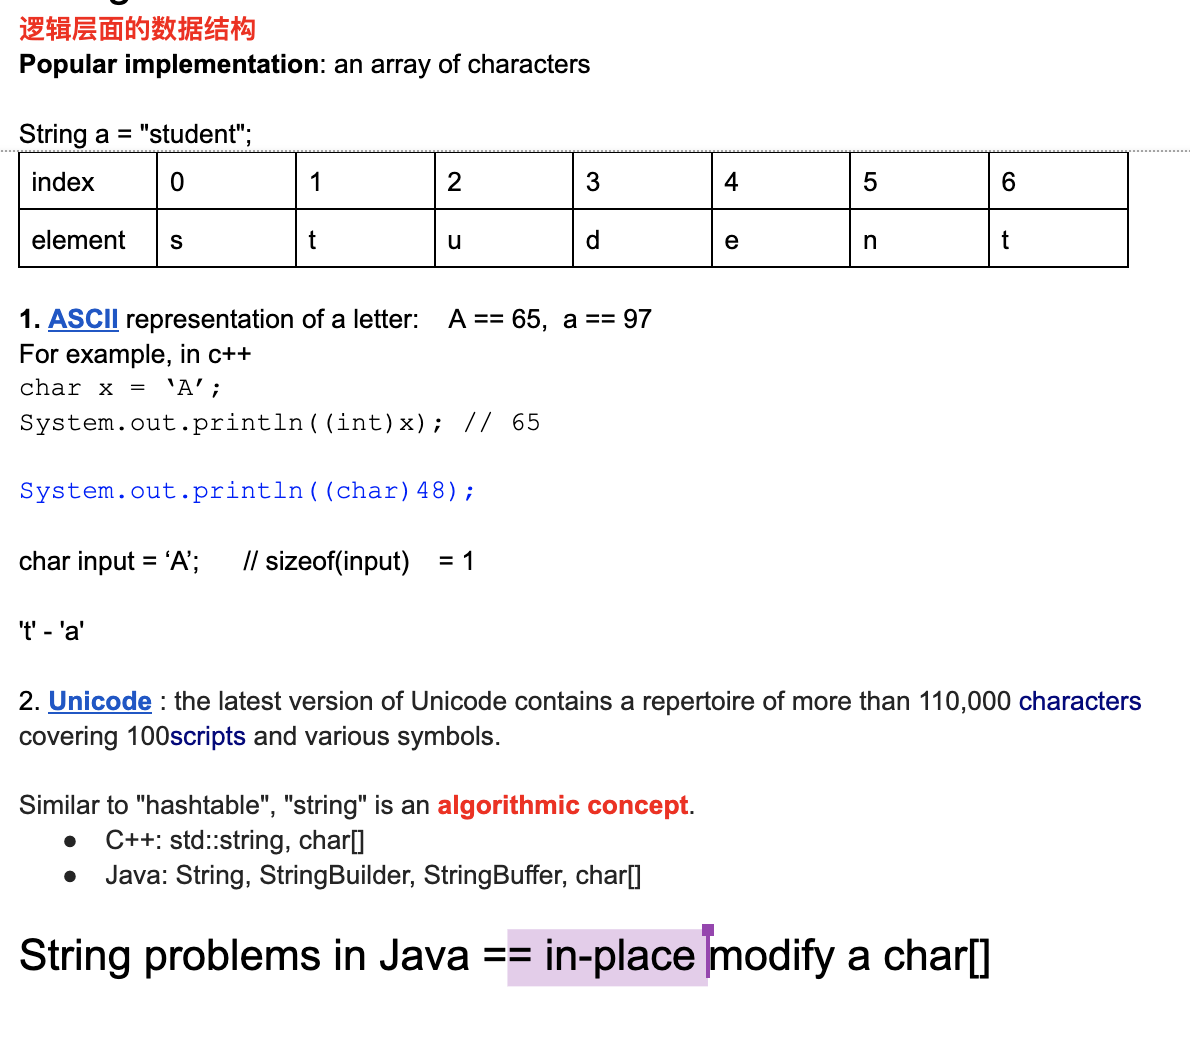 逻辑层面的数据结构
Popular implementation: an array of characters
String a = "student";
index 0 1 2 3 4 5 6
element s t u d e n t
1. ASCII representation of a letter: A == 65, a == 97
For example, in c++
char x = ‘A’;
System.out.println((int)x); // 65
System.out.println((char)48);
char input = ‘A’; // sizeof(input) = 1
't' - 'a'
2. Unicode : the latest version of Unicode contains a repertoire of more than 110,000 characters
covering 100scripts and various symbols.
Similar to "hashtable", "string" is an algorithmic concept.
● C++: std::string, char[]
● Java: String, StringBuilder, StringBuffer, char[]
String problems in Java == in-place modify a char[]